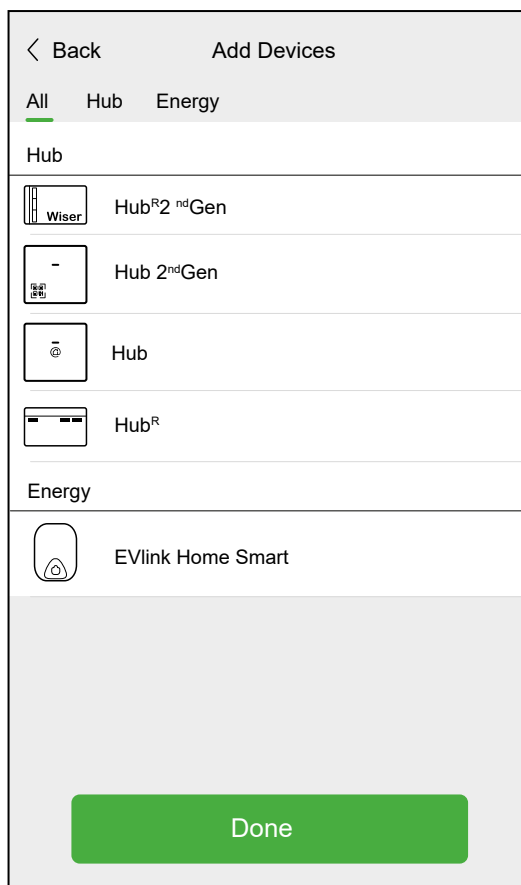 Back Add Devices
All Hub Energy
Hub
Wiser Hubᴿ2 ⁿᵈGen
Hub 2ⁿᵈGen
@ Hub
Hubᴿ
Energy
EVlink Home Smart
Done